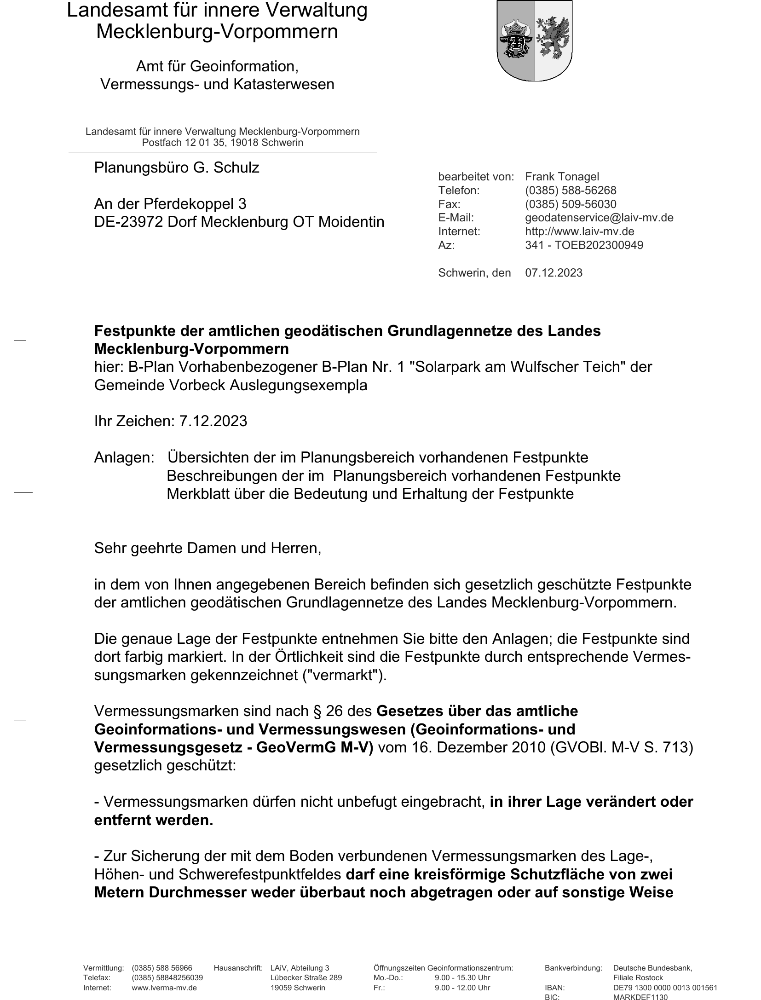 Landesamt für innere Verwaltung
Mecklenburg-Vorpommern
Amt für Geoinformation,
Vermessungs- und Katasterwesen
Landesamt für innere Verwaltung Mecklenburg-Vorpommern
Postfach 12 01 35, 19018 Schwerin
Planungsbüro G. Schulz
An der Pferdekoppel 3
DE-23972 Dorf Mecklenburg OT Moidentin
bearbeitet von: Frank Tonagel
Telefon: (0385) 588-56268
Fax: (0385) 509-56030
E-Mail: geodatenservice@laiv-mv.de
Internet: http://www.laiv-mv.de
Az: 341 - TOEB202300949
Schwerin, den 07.12.2023
Festpunkte der amtlichen geodätischen Grundlagennetze des Landes
Mecklenburg-Vorpommern
hier: B-Plan Vorhabenbezogener B-Plan Nr. 1 "Solarpark am Wulfscher Teich" der
Gemeinde Vorbeck Auslegungsexempla
Ihr Zeichen: 7.12.2023
Anlagen: Übersichten der im Planungsbereich vorhandenen Festpunkte
Beschreibungen der im Planungsbereich vorhandenen Festpunkte
Merkblatt über die Bedeutung und Erhaltung der Festpunkte
Sehr geehrte Damen und Herren,
in dem von Ihnen angegebenen Bereich befinden sich gesetzlich geschützte Festpunkte
der amtlichen geodätischen Grundlagennetze des Landes Mecklenburg-Vorpommern.
Die genaue Lage der Festpunkte entnehmen Sie bitte den Anlagen; die Festpunkte sind
dort farbig markiert. In der Örtlichkeit sind die Festpunkte durch entsprechende Vermes-
sungsmarken gekennzeichnet ("vermarkt").
Vermessungsmarken sind nach § 26 des Gesetzes über das amtliche
Geoinformations- und Vermessungswesen (Geoinformations- und
Vermessungsgesetz - GeoVermG M-V) vom 16. Dezember 2010 (GVOBl. M-V S. 713)
gesetzlich geschützt:
- Vermessungsmarken dürfen nicht unbefugt eingebracht, in ihrer Lage verändert oder
entfernt werden.
- Zur Sicherung der mit dem Boden verbundenen Vermessungsmarken des Lage-,
Höhen- und Schwerefestpunktfeldes darf eine kreisförmige Schutzfläche von zwei
Metern Durchmesser weder überbaut noch abgetragen oder auf sonstige Weise
Vermittlung: (0385) 588 56966 Hausanschrift: LAiV, Abteilung 3 Öffnungszeiten Geoinformationszentrum: Bankverbindung: Deutsche Bundesbank,
Telefax: (0385) 58848256039 Lübecker Straße 289 Mo.-Do.: 9.00 - 15.30 Uhr Filiale Rostock
Internet: www.lverma-mv.de 19059 Schwerin Fr.: 9.00 - 12.00 Uhr IBAN: DE79 1300 0000 0013 001561
BIC: MARKDEF1130